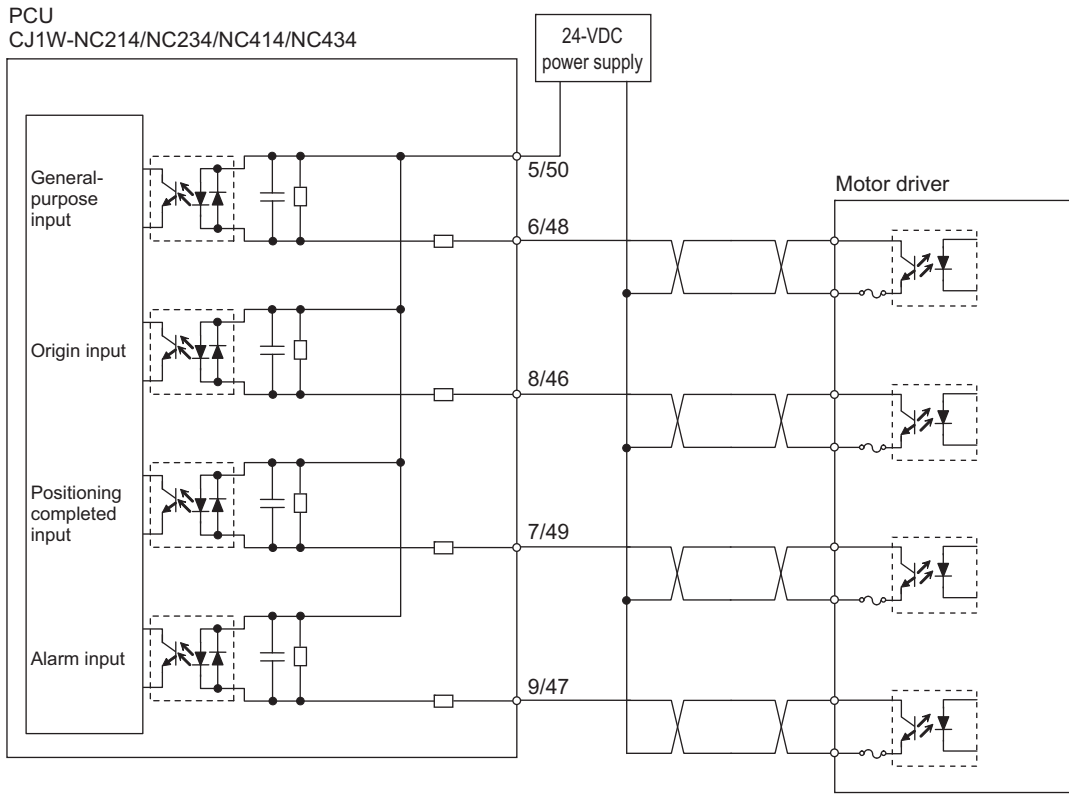 PCU
CJ1W-NC214/NC234/NC414/NC434
24-VDC
power supply
General-
purpose
input
5/50
Motor driver
6/48
Origin input
8/46
Positioning
completed
input
7/49
Alarm input
9/47